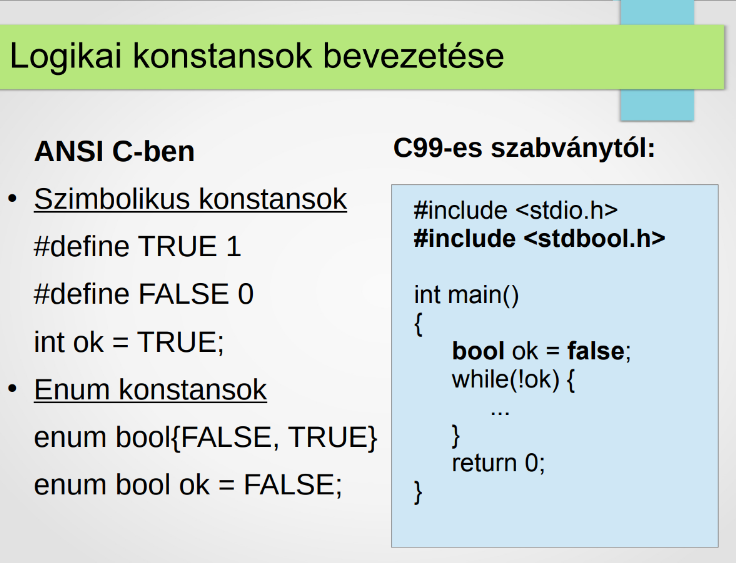 Logikai konstansok bevezetése
ANSI C-ben
• Szimbolikus konstansok
#define TRUE 1
#define FALSE 0
int ok = TRUE;
• Enum konstansok
enum bool{FALSE, TRUE}
enum bool ok = FALSE;
C99-es szabványtól:
#include <stdio.h>
#include <stdbool.h>
int main()
{
bool ok = false;
while(!ok) {
...
}
return 0;
}